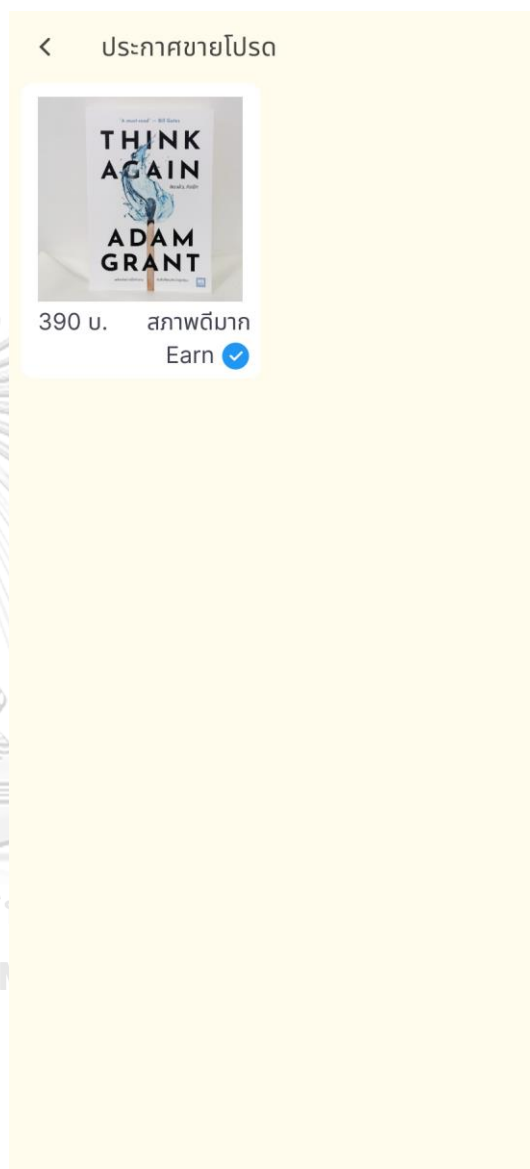 ประกาศขายโปรด
'A must-read' — Bill Gates
THINK
AGAIN
ADAM
GRANT
390 บ. สภาพดีมาก
Earn